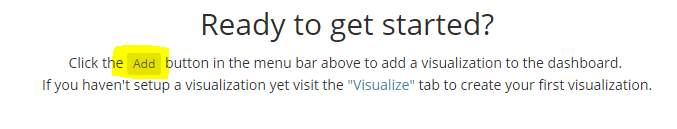 Ready to get started?
Click the Add button in the menu bar above to add a visualization to the dashboard.
If you haven't setup a visualization yet visit the "Visualize" tab to create your first visualization.